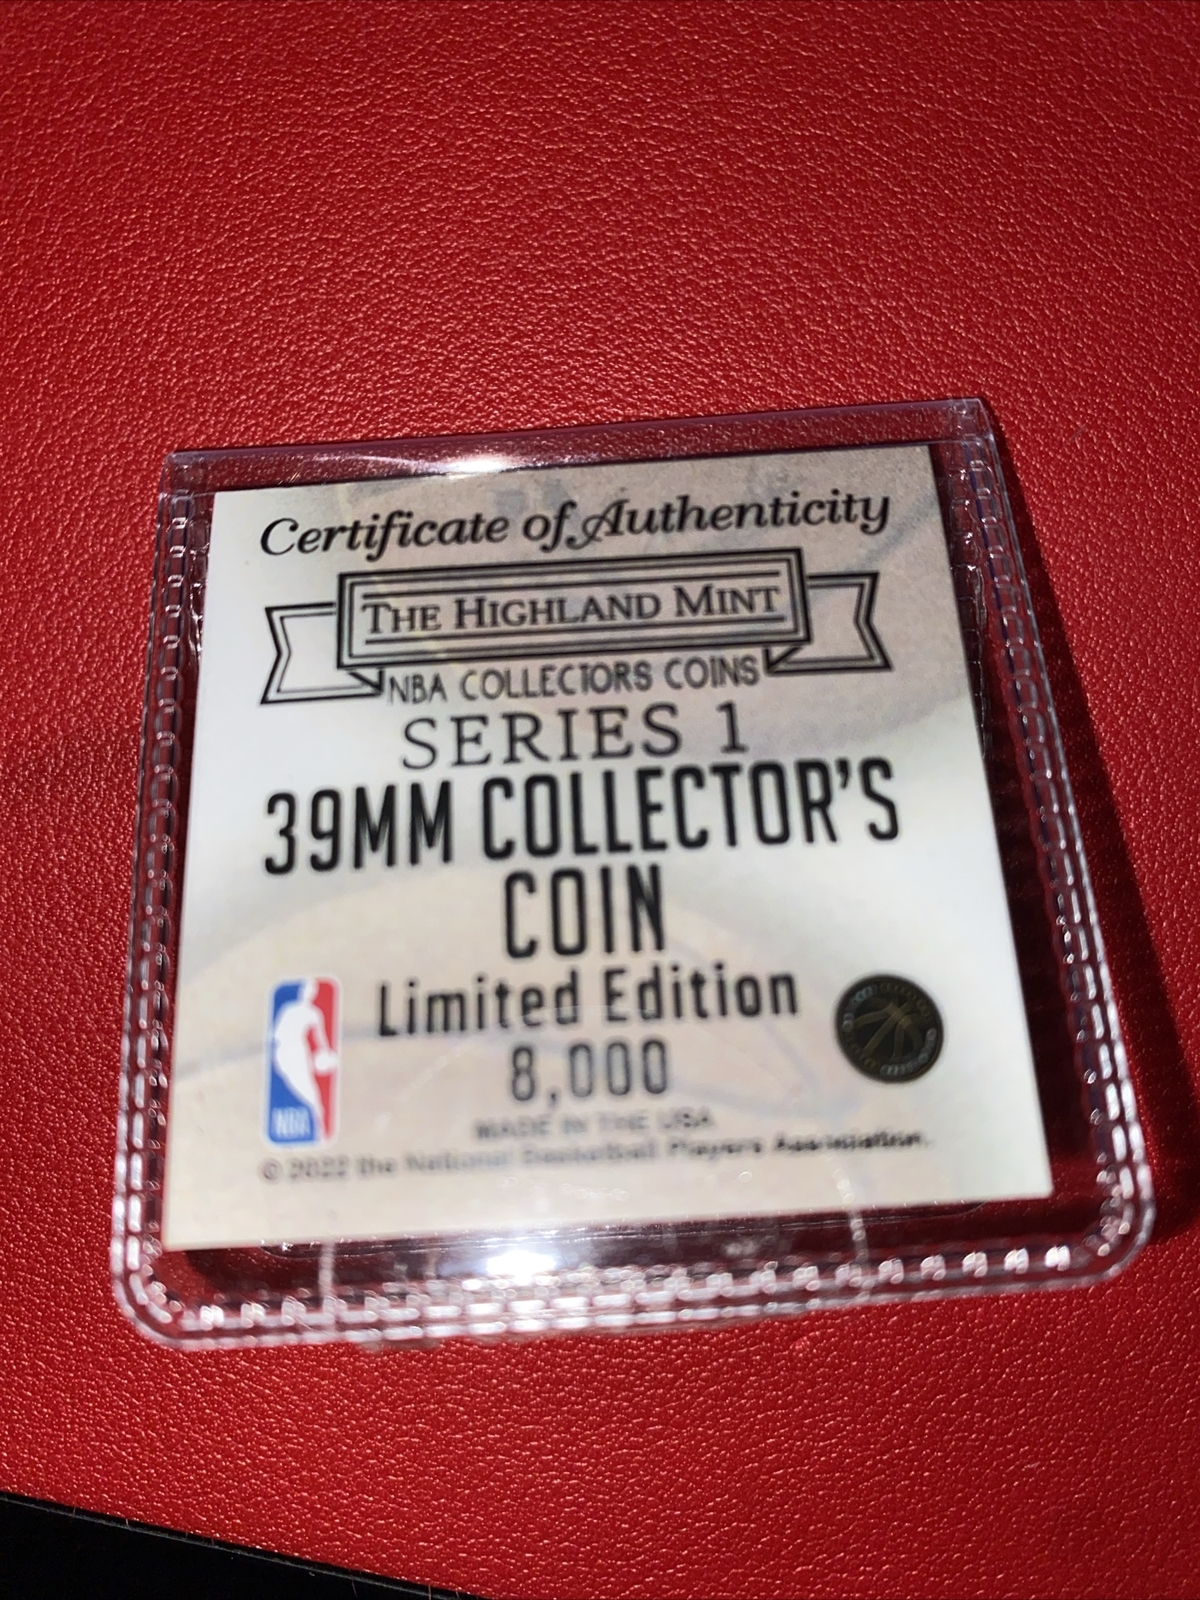 Certificate of Authenticity
THE HIGHLAND MINT
NBA COLLECTORS COINS
SERIES 1
39MM COLLECTOR'S
COIN
Limited Edition
8,000
NBA
MADE IN THE USA
© 2022 the National Basketball Players Association.